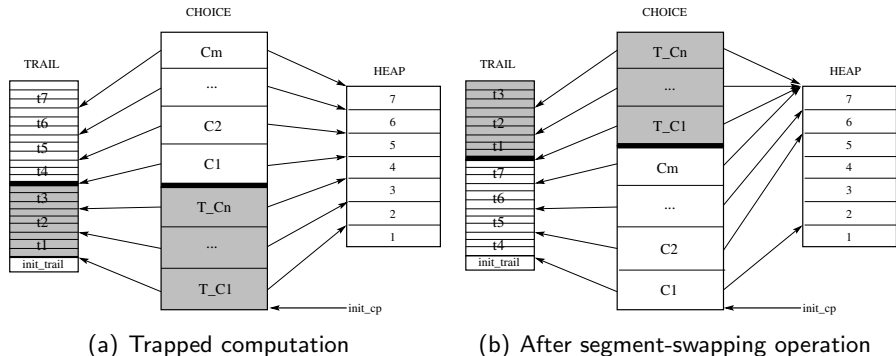 CHOICE
TRAIL
HEAP
Cm
...
C2
C1
T_Cn
...
T_C1
t7
t6
t5
t4
t3
t2
t1
init_trail
7
6
5
4
3
2
1
init_cp
(a) Trapped computation
CHOICE
TRAIL
HEAP
T_Cn
...
T_C1
Cm
...
C2
C1
t3
t2
t1
t7
t6
t5
t4
init_trail
7
6
5
4
3
2
1
init_cp
(b) After segment-swapping operation